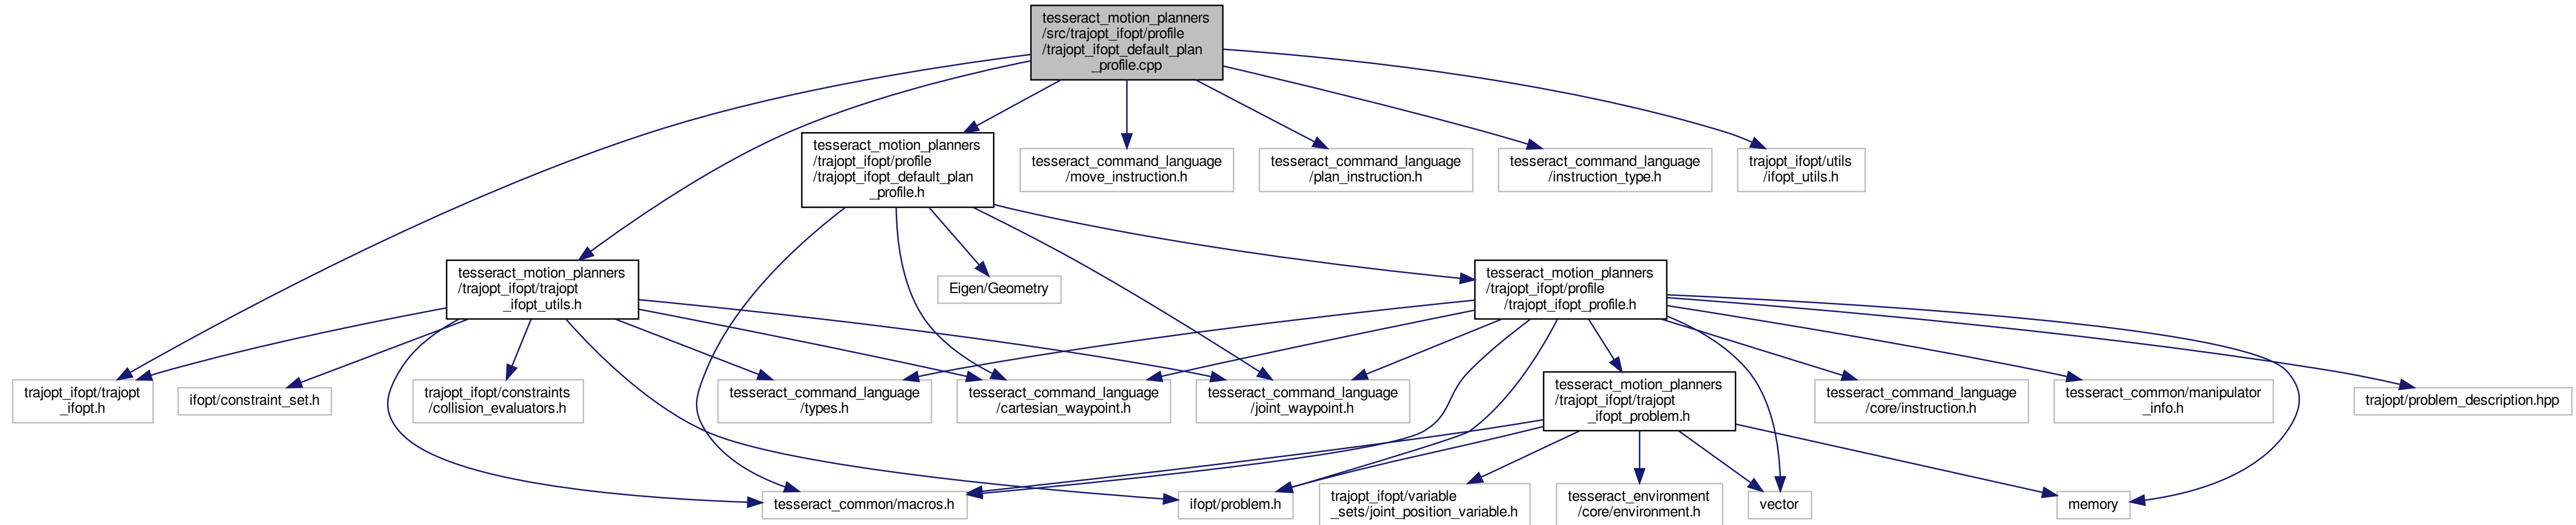 tesseract_motion_planners
/src/trajopt_ifopt/profile
/trajopt_ifopt_default_plan
_profile.cpp
tesseract_motion_planners
/trajopt_ifopt/profile
/trajopt_ifopt_default_plan
_profile.h
tesseract_command_language
/move_instruction.h
tesseract_command_language
/plan_instruction.h
tesseract_command_language
/instruction_type.h
trajopt_ifopt/utils
/ifopt_utils.h
tesseract_motion_planners
/trajopt_ifopt/trajopt
_ifopt_utils.h
Eigen/Geometry
tesseract_motion_planners
/trajopt_ifopt/profile
/trajopt_ifopt_profile.h
trajopt_ifopt/trajopt
_ifopt.h
ifopt/constraint_set.h
trajopt_ifopt/constraints
/collision_evaluators.h
tesseract_command_language
/types.h
tesseract_command_language
/cartesian_waypoint.h
tesseract_command_language
/joint_waypoint.h
tesseract_motion_planners
/trajopt_ifopt/trajopt
_ifopt_problem.h
tesseract_command_language
/core/instruction.h
tesseract_common/manipulator
_info.h
trajopt/problem_description.hpp
tesseract_common/macros.h
ifopt/problem.h
trajopt_ifopt/variable
_sets/joint_position_variable.h
tesseract_environment
/core/environment.h
vector
memory